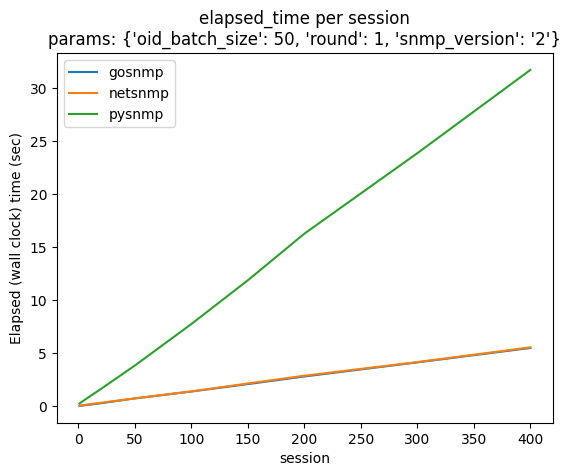 elapsed_time per session
params: {'oid_batch_size': 50, 'round': 1, 'snmp_version': '2'}
gosnmp
netsnmp
pysnmp
Elapsed (wall clock) time (sec)
30
25
20
15
10
5
0
0 50 100 150 200 250 300 350 400
session